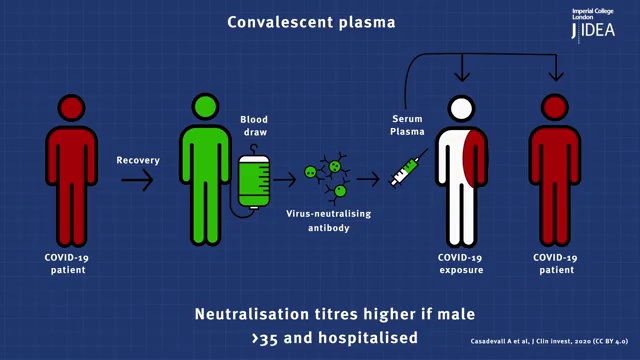 Convalescent plasma
Imperial College
London
J-IDEA
Blood
draw
Serum
Plasma
Recovery
Virus-neutralising
antibody
COVID-19
patient
COVID-19
exposure
COVID-19
patient
Neutralisation titres higher if male
>35 and hospitalised
Casadevall A et al, J Clin Invest, 2020 (CC BY 4.0)